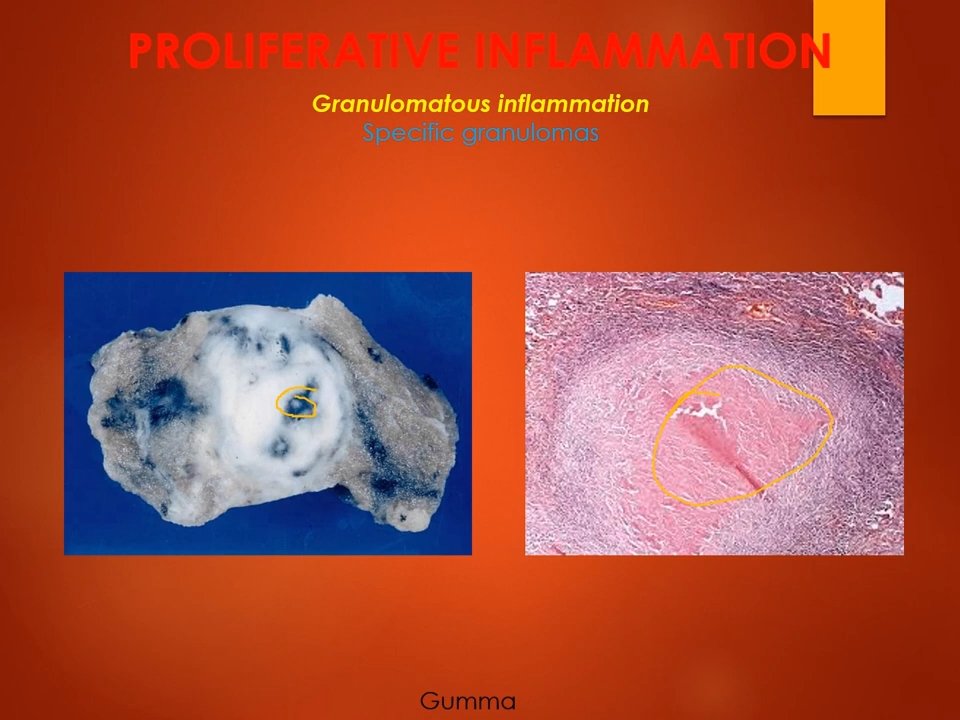 PROLIFERATIVE INFLAMMATION
Granulomatous inflammation
Specific granulomas
Gumma